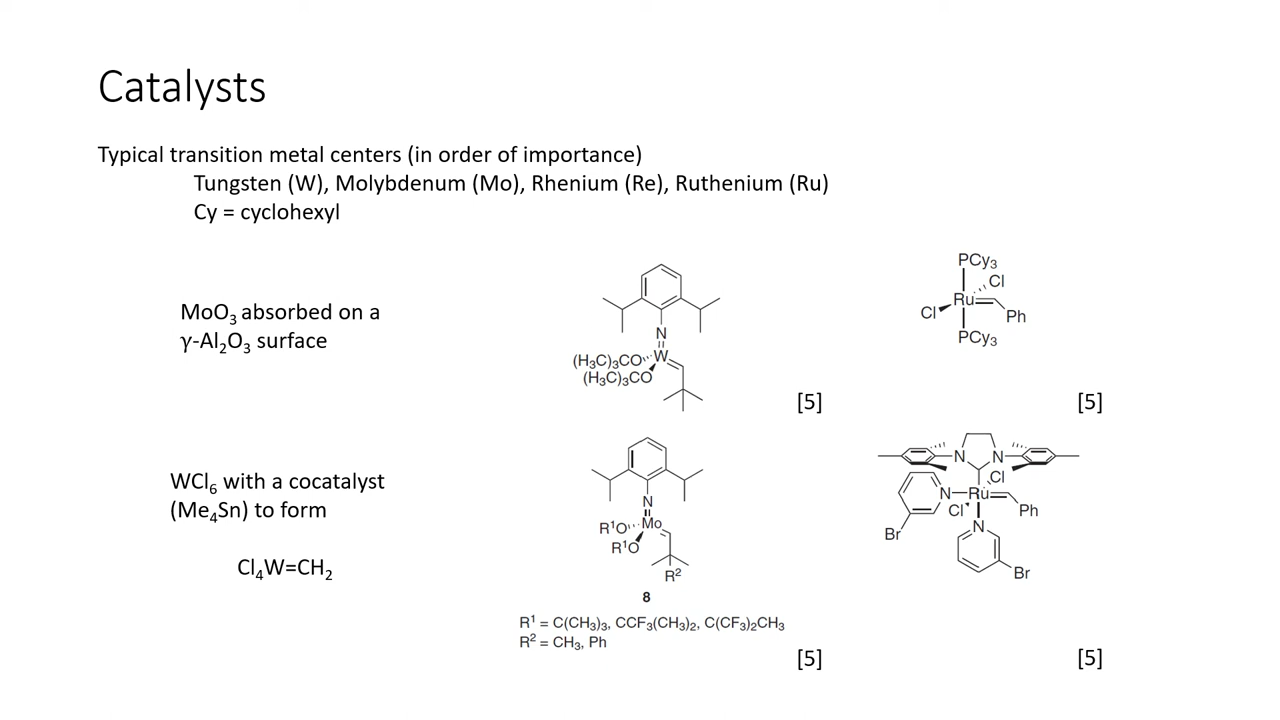 Catalysts
Typical transition metal centers (in order of importance)
Tungsten (W), Molybdenum (Mo), Rhenium (Re), Ruthenium (Ru)
Cy = cyclohexyl
MoO₃ absorbed on a
γ-Al₂O₃ surface
N
(H₃C)₃CO W
(H₃C)₃CO
[5]
PCy₃
Cl
Ru
Cl
Ph
PCy₃
[5]
WCl₆ with a cocatalyst
(Me₄Sn) to form
Cl₄W=CH₂
N
R¹O Mo
R¹O
R²
8
R¹ = C(CH₃)₃, CCF₃(CH₃)₂, C(CF₃)₂CH₃
R² = CH₃, Ph
[5]
N N
Cl
N Ru
Cl Ph
N
Br
Br
[5]